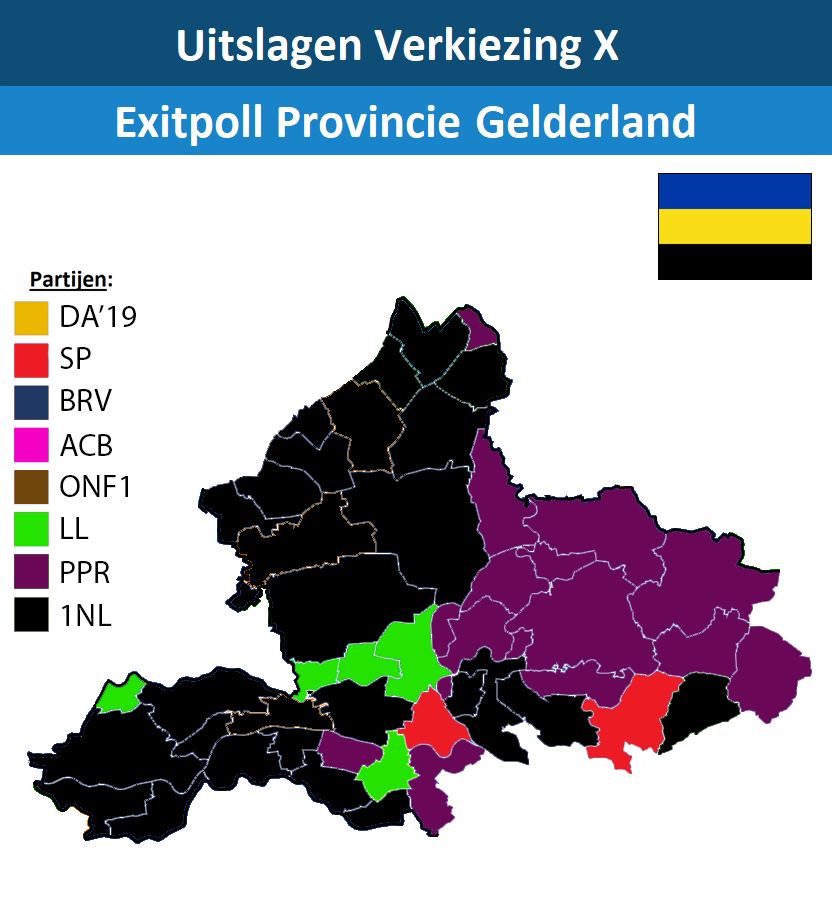 Uitslagen Verkiezing X
Exitpoll Provincie Gelderland
Partijen:
DA’19
SP
BRV
ACB
ONF1
LL
PPR
1NL